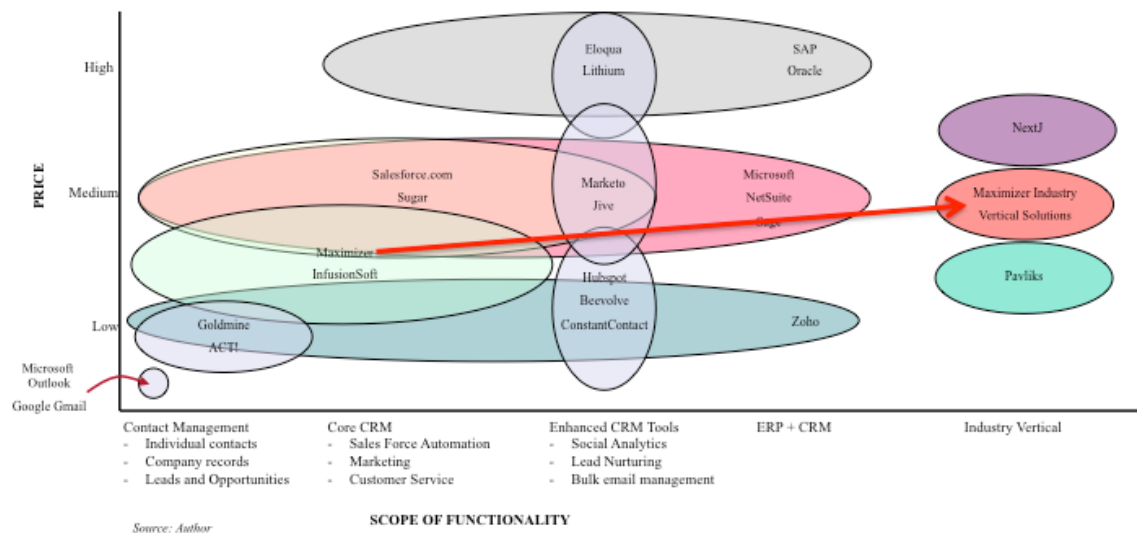 High
Eloqua
Lithium
SAP
Oracle
NextJ
PRICE
Medium
Salesforce.com
Sugar
Marketo
Jive
Microsoft
NetSuite
Sage
Maximizer Industry
Vertical Solutions
Maximizer
InfusionSoft
Hubspot
Beevolve
ConstantContact
Pavliks
Low
Goldmine
ACT!
Zoho
Microsoft
Outlook
Google Gmail
Contact Management
- Individual contacts
- Company records
- Leads and Opportunities
Core CRM
- Sales Force Automation
- Marketing
- Customer Service
Enhanced CRM Tools
- Social Analytics
- Lead Nurturing
- Bulk email management
ERP + CRM
Industry Vertical
SCOPE OF FUNCTIONALITY
Source: Author